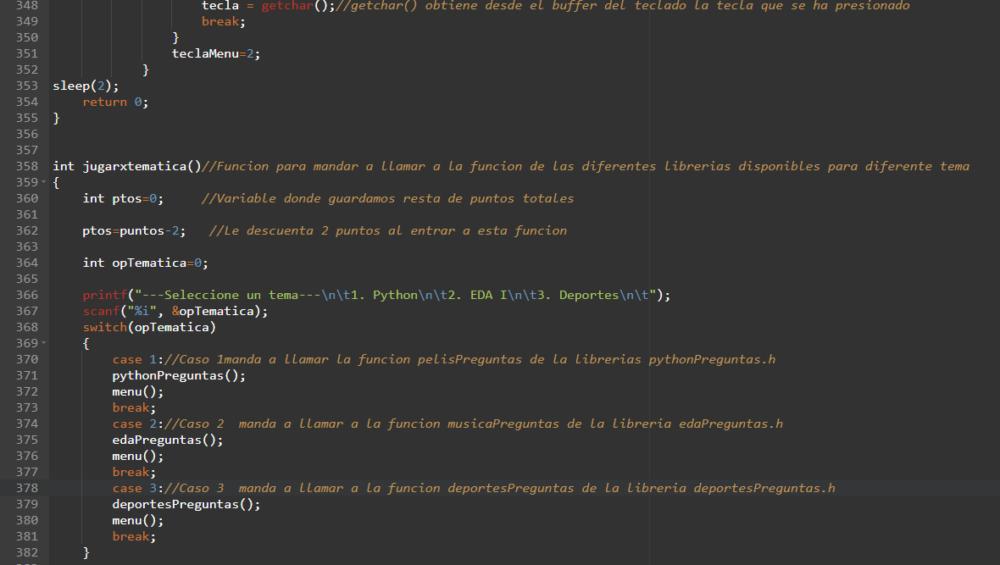 348 tecla = getchar();//getchar() obtiene desde el buffer del teclado la tecla que se ha presionado
349 break;
350 }
351 teclaMenu=2;
352 }
353 sleep(2);
354 return 0;
355 }
356
357
358 int jugarxtematica()//Funcion para mandar a llamar a la funcion de las diferentes librerias disponibles para diferente tema
359 {
360 int ptos=0; //Variable donde guardamos resta de puntos totales
361
362 ptos=puntos-2; //Le descuenta 2 puntos al entrar a esta funcion
363
364 int opTematica=0;
365
366 printf("---Seleccione un tema---\n\t1. Python\n\t2. EDA I\n\t3. Deportes\n\t");
367 scanf("%i", &opTematica);
368 switch(opTematica)
369 {
370 case 1://Caso 1manda a llamar la funcion pelisPreguntas de la librerias pythonPreguntas.h
371 pythonPreguntas();
372 menu();
373 break;
374 case 2://Caso 2  manda a llamar a la funcion musicaPreguntas de la libreria edaPreguntas.h
375 edaPreguntas();
376 menu();
377 break;
378 case 3://Caso 3  manda a llamar a la funcion deportesPreguntas de la libreria deportesPreguntas.h
379 deportesPreguntas();
380 menu();
381 break;
382 }